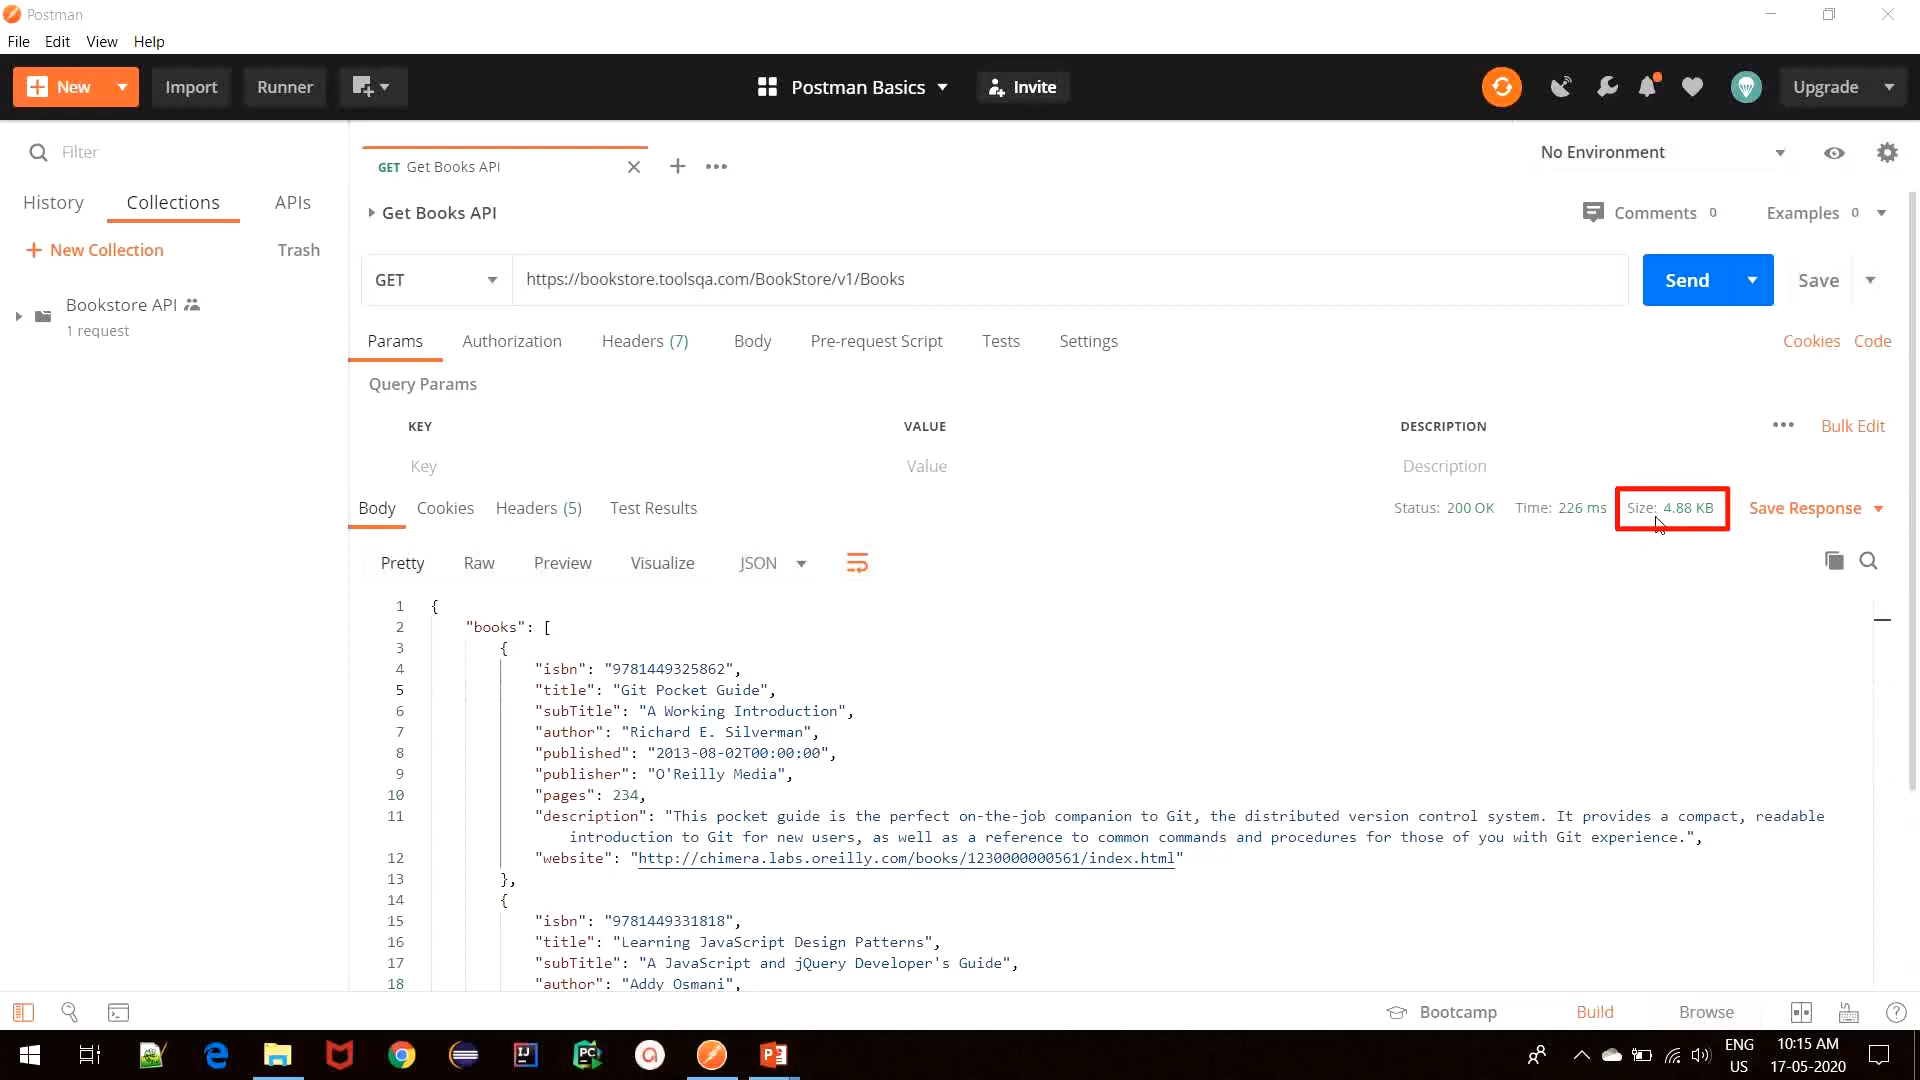 Postman
File Edit View Help
New Import Runner Postman Basics Invite Upgrade
Filter
GET Get Books API
No Environment
History Collections APIs
Get Books API
Comments 0 Examples 0
+ New Collection Trash
GET https://bookstore.toolsqa.com/BookStore/v1/Books Send Save
Bookstore API
1 request
Params Authorization Headers (7) Body Pre-request Script Tests Settings Cookies Code
Query Params
KEY VALUE DESCRIPTION Bulk Edit
Key Value Description
Body Cookies Headers (5) Test Results Status: 200 OK Time: 226 ms Size: 4.88 KB Save Response
Pretty Raw Preview Visualize JSON
1 {
2 "books": [
3 {
4 "isbn": "9781449325862",
5 "title": "Git Pocket Guide",
6 "subTitle": "A Working Introduction",
7 "author": "Richard E. Silverman",
8 "published": "2013-08-02T00:00:00",
9 "publisher": "O'Reilly Media",
10 "pages": 234,
11 "description": "This pocket guide is the perfect on-the-job companion to Git, the distributed version control system. It provides a compact, readable
introduction to Git for new users, as well as a reference to common commands and procedures for those of you with Git experience.",
12 "website": "http://chimera.labs.oreilly.com/books/1230000000561/index.html"
13 },
14 {
15 "isbn": "9781449331818",
16 "title": "Learning JavaScript Design Patterns",
17 "subTitle": "A JavaScript and jQuery Developer's Guide",
18 "author": "Addy Osmani",
Bootcamp Build Browse
ENG
US
10:15 AM
17-05-2020